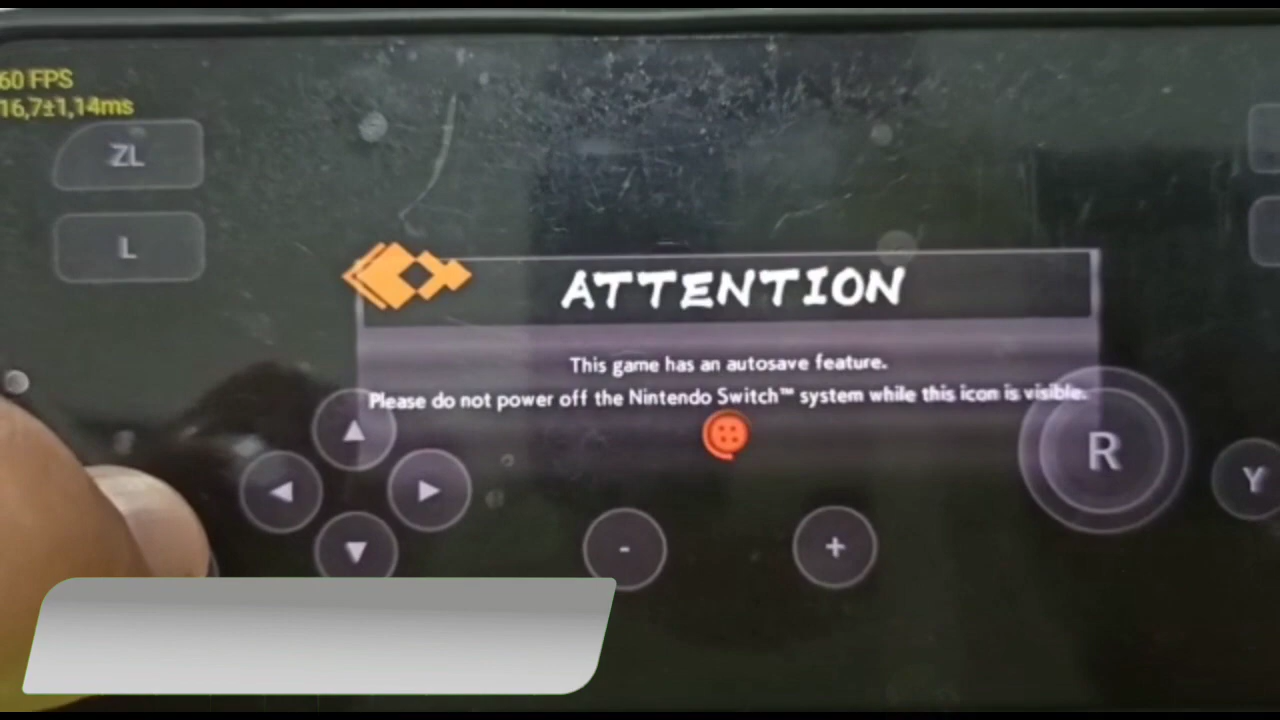 60 FPS
16,7±1,14ms
ZL
L
ATTENTION
This game has an autosave feature.
Please do not power off the Nintendo Switch™ system while this icon is visible.
R
Y
-
+